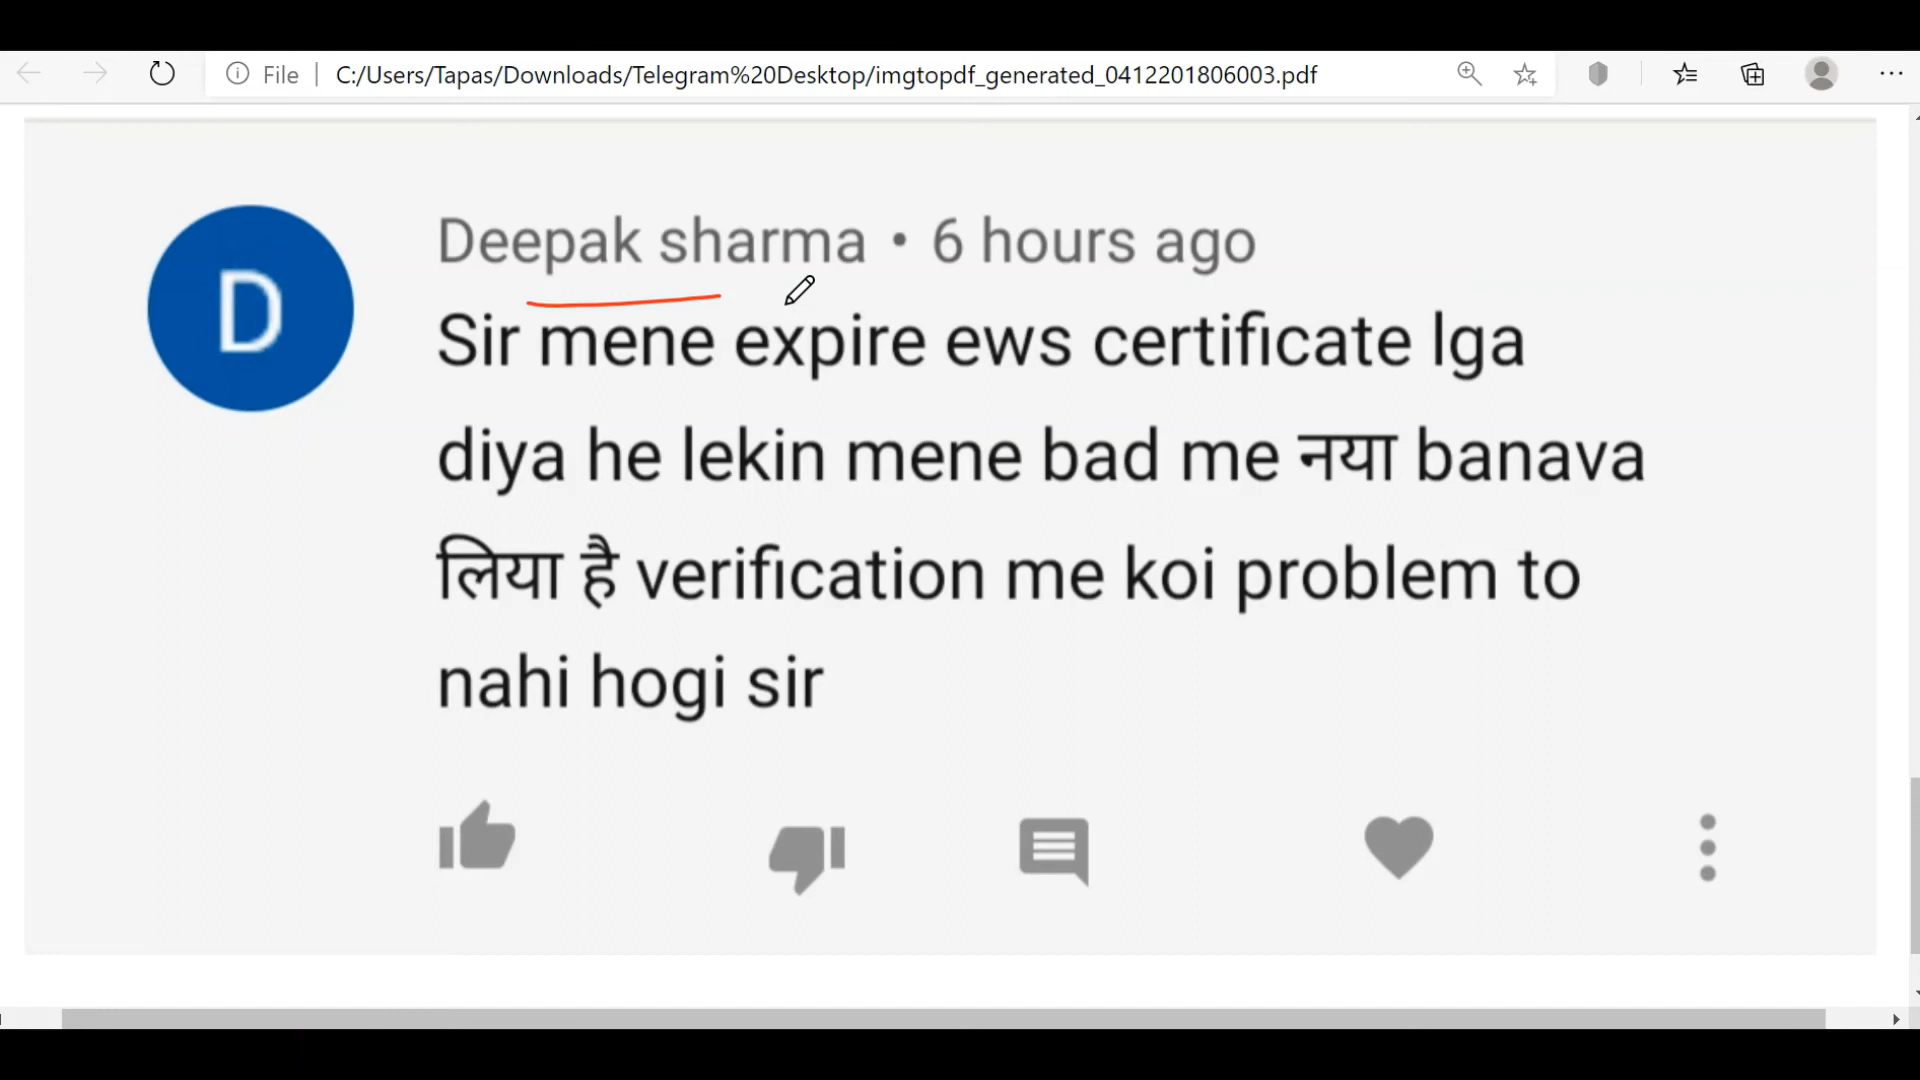 File C:/Users/Tapas/Downloads/Telegram%20Desktop/imgtopdf_generated_0412201806003.pdf
D
Deepak sharma • 6 hours ago
Sir mene expire ews certificate lga
diya he lekin mene bad me नया banava
लिया है verification me koi problem to
nahi hogi sir